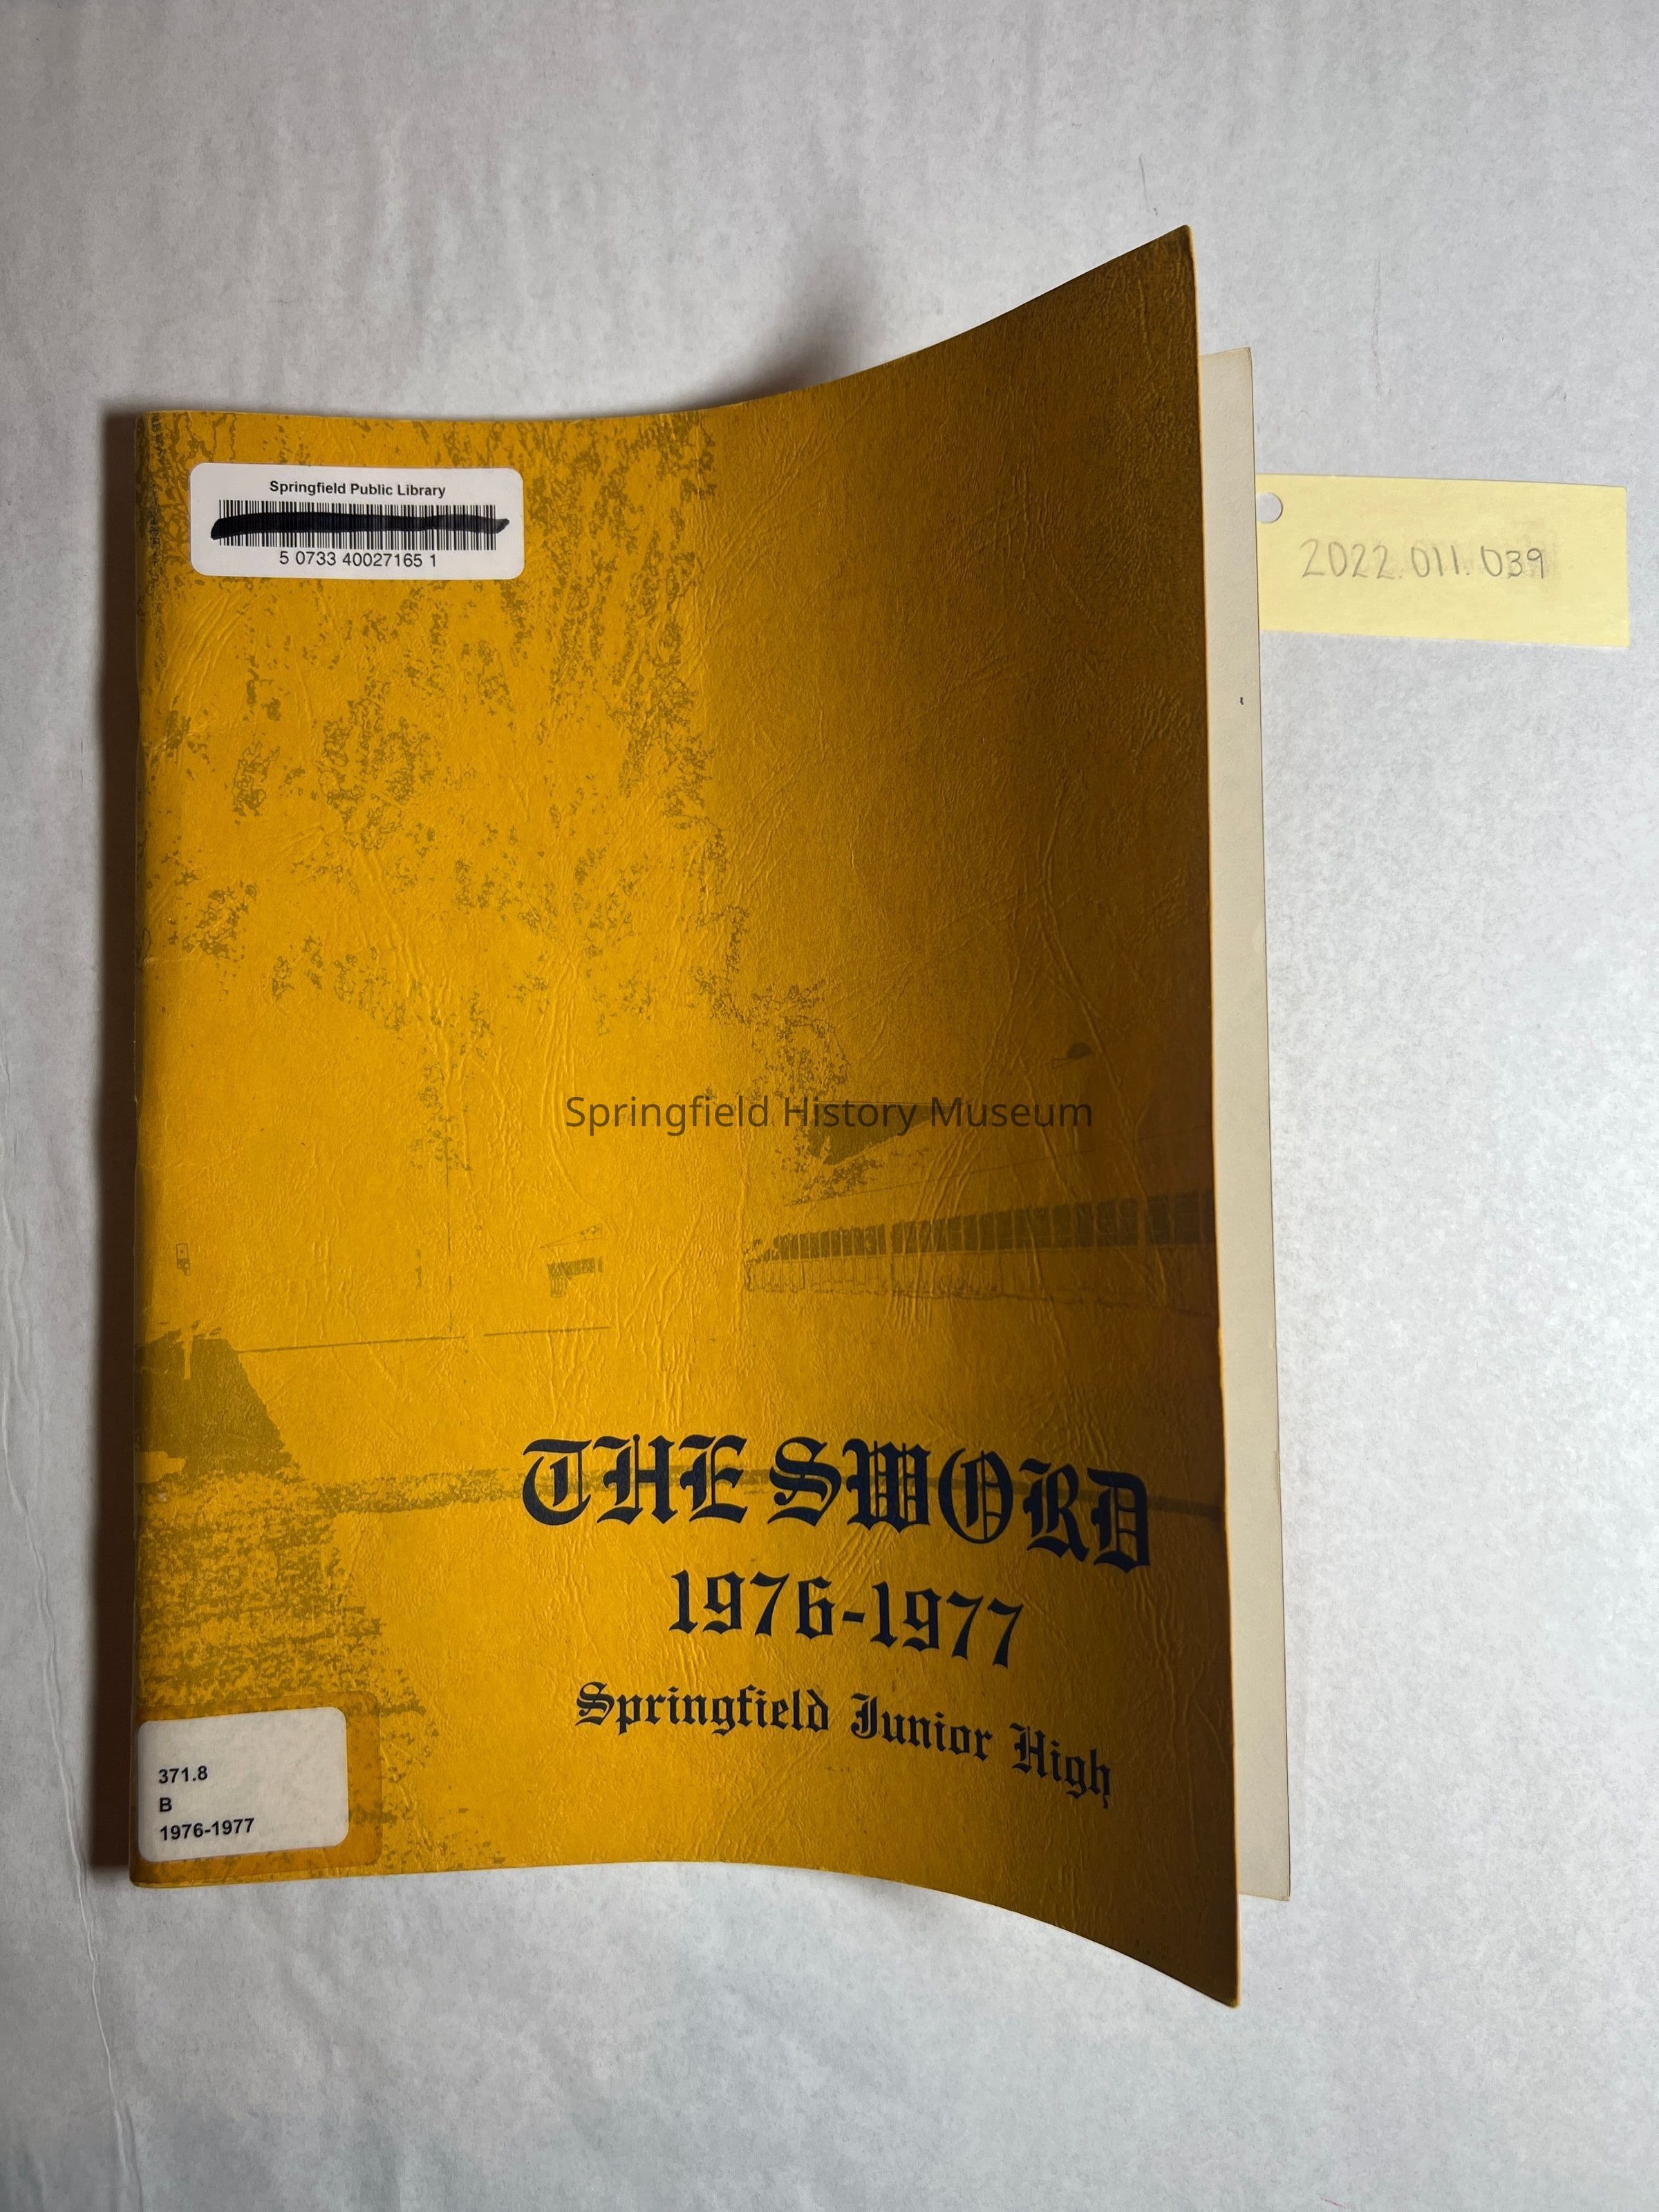 Springfield Public Library
5 0733 40027165 1
2022.011.039
Springfield History Museum
THE SWORD
1976-1977
Springfield Junior High
371.8
B
1976-1977